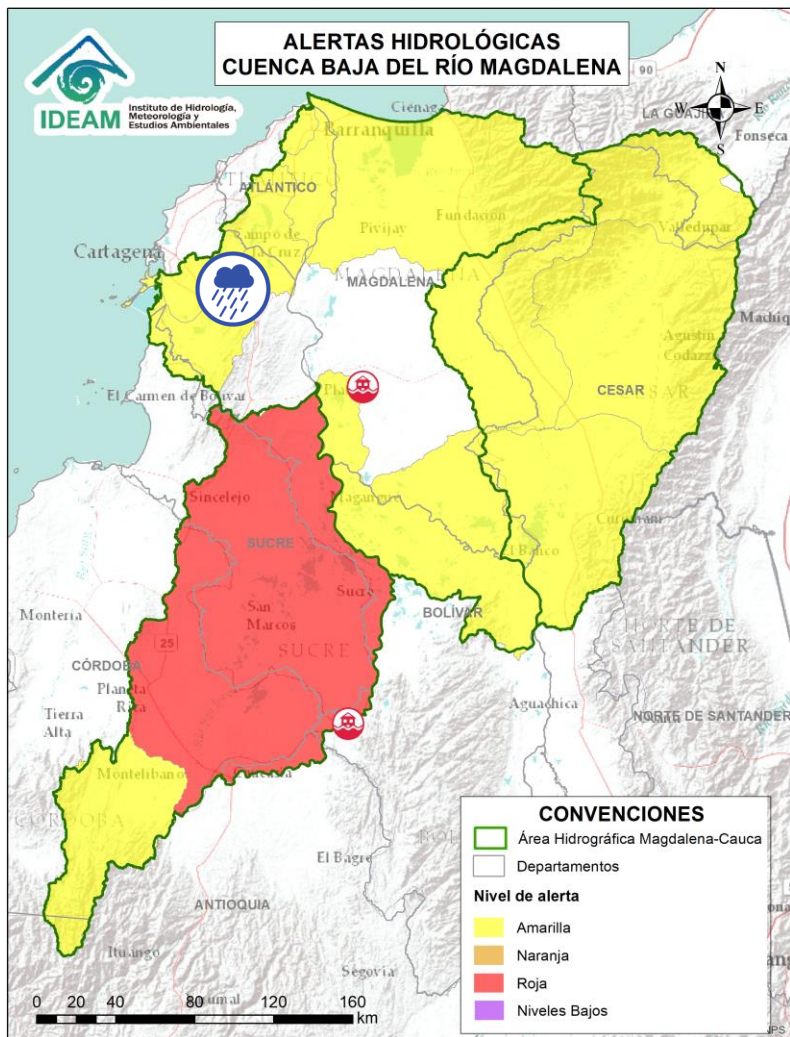 ALERTAS HIDROLÓGICAS
CUENCA BAJA DEL RÍO MAGDALENA
IDEAM
Instituto de Hidrología,
Meteorología y
Estudios Ambientales
N
W E
S
90
Ciénaga
LA GUAJIRA
Barranquilla
Fonseca
ATLÁNTICO
Fundación
Valledupar
Pivijay
Campo de
la Cruz
Cartagena
MAGDALENA
Agustín
Codazzi
El Carmen de Bolívar
CESAR
Sincelejo
Magangué
SUCRE
El Banco
Sucre
San
Marcos
BOLÍVAR
Montería
SUCRE
NORTE DE
SANTANDER
25
CÓRDOBA
Planeta
Rica
Aguachica
Tierra
Alta
NORTE DE SANTANDER
Montelíbano
CÓRDOBA
El Bagre
ANTIOQUIA
Ituango
Segovia
CONVENCIONES
Área Hidrográfica Magdalena-Cauca
Departamentos
Nivel de alerta
Amarilla
Naranja
Roja
Niveles Bajos
0 20 40 80 120 160
km